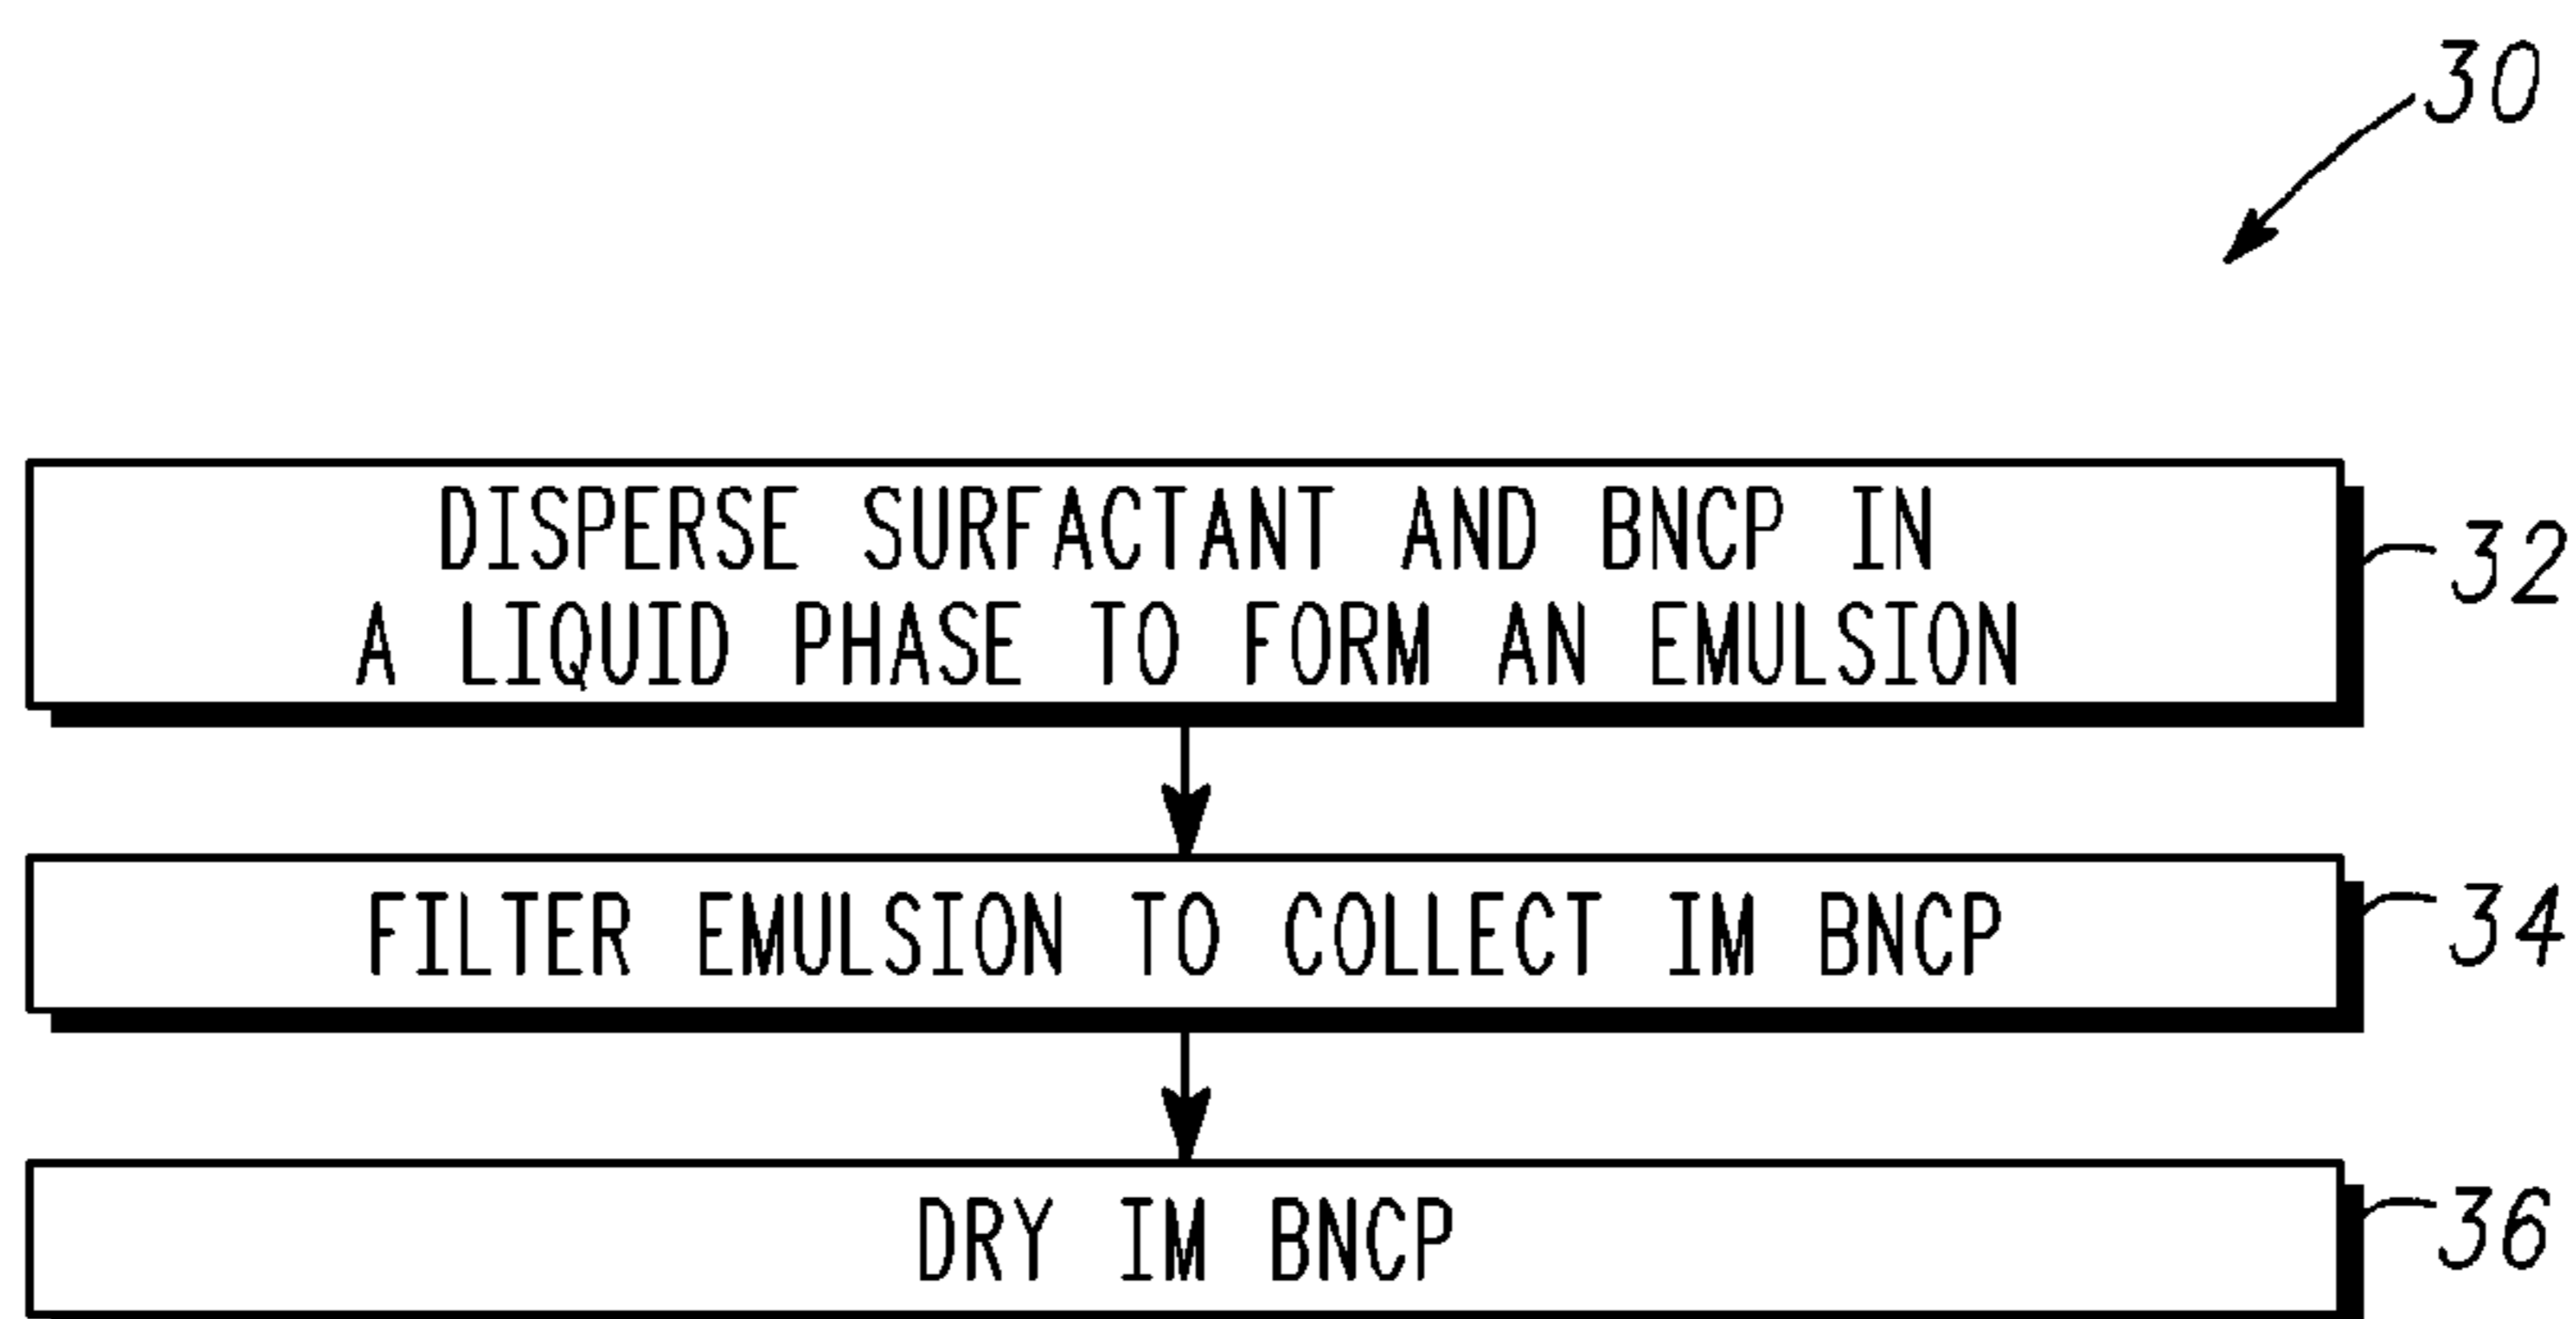 30
DISPERSE SURFACTANT AND BNCP IN
A LIQUID PHASE TO FORM AN EMULSION
32
FILTER EMULSION TO COLLECT IM BNCP
34
DRY IM BNCP
36